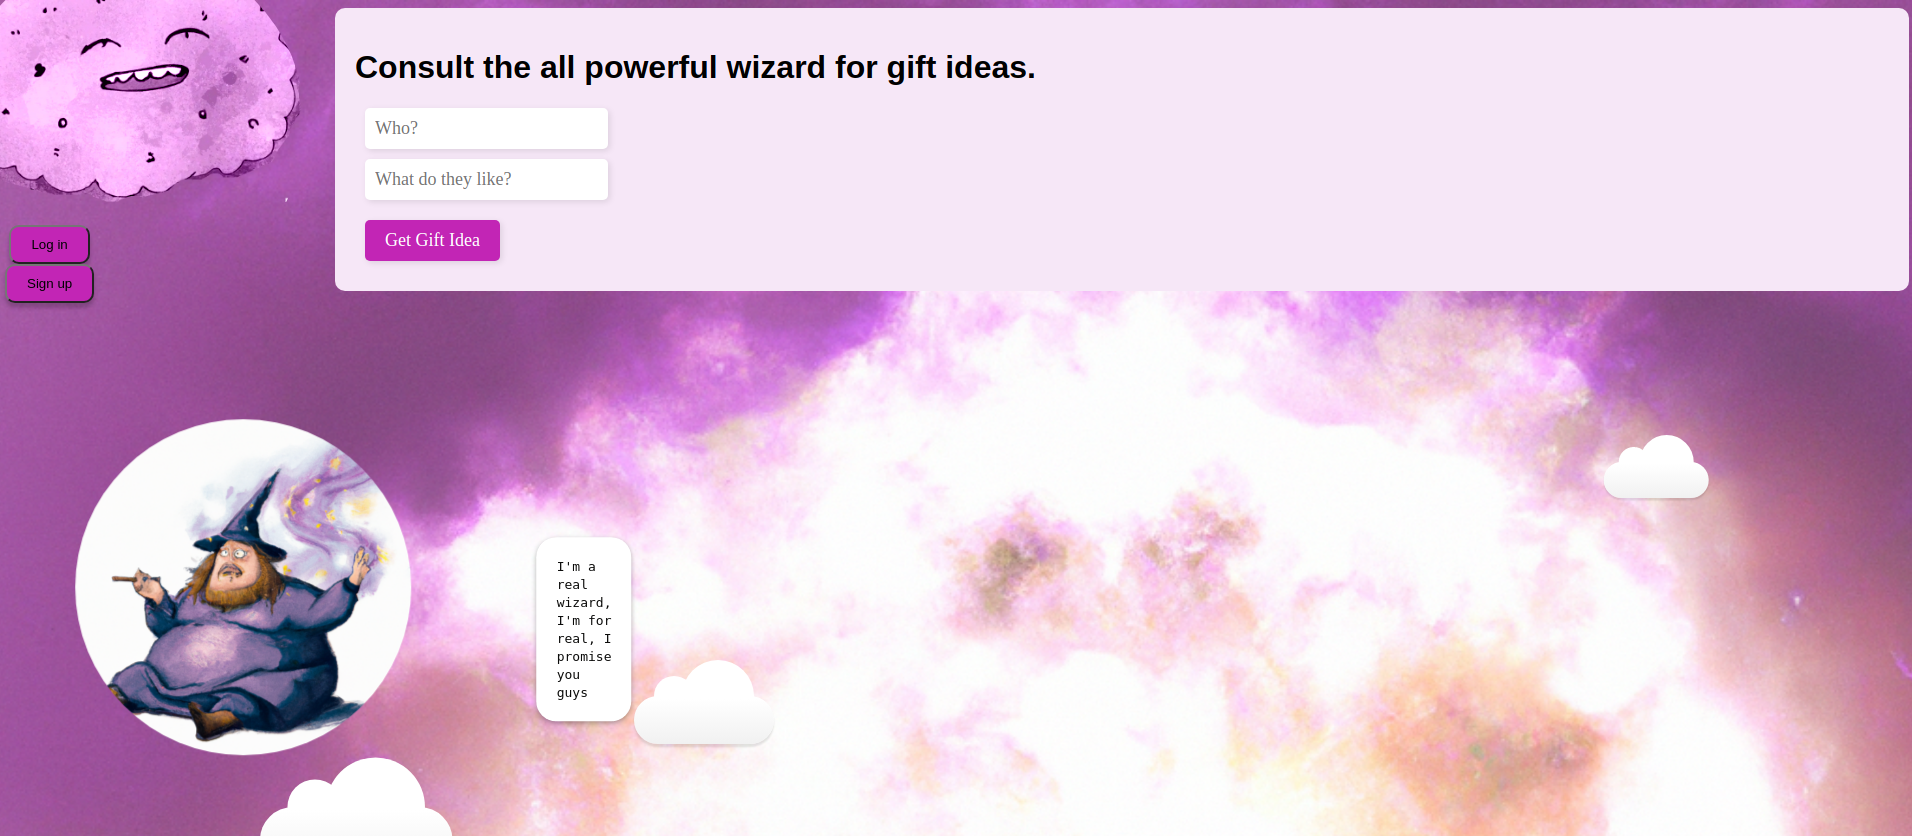 Consult the all powerful wizard for gift ideas.
Who?
What do they like?
Get Gift Idea
Log in
Sign up
I'm a
real
wizard,
I'm for
real, I
promise
you
guys